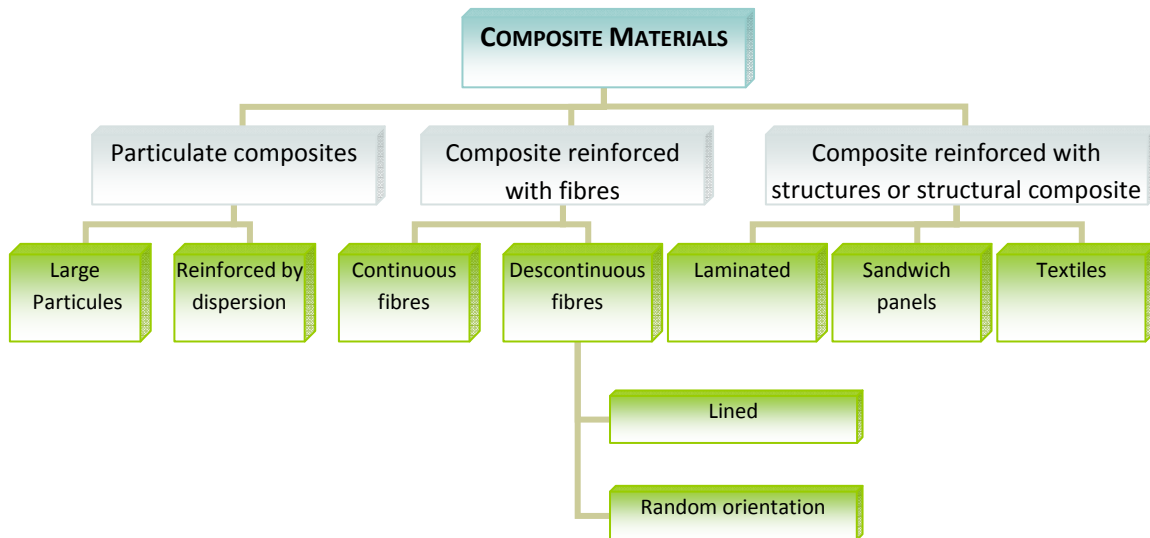 COMPOSITE MATERIALS
Particulate composites
Composite reinforced
with fibres
Composite reinforced with
structures or structural composite
Large
Particules
Reinforced by
dispersion
Continuous
fibres
Descontinuous
fibres
Laminated
Sandwich
panels
Textiles
Lined
Random orientation